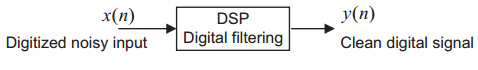 x(n)
Digitized noisy input
DSP
Digital filtering
y(n)
Clean digital signal